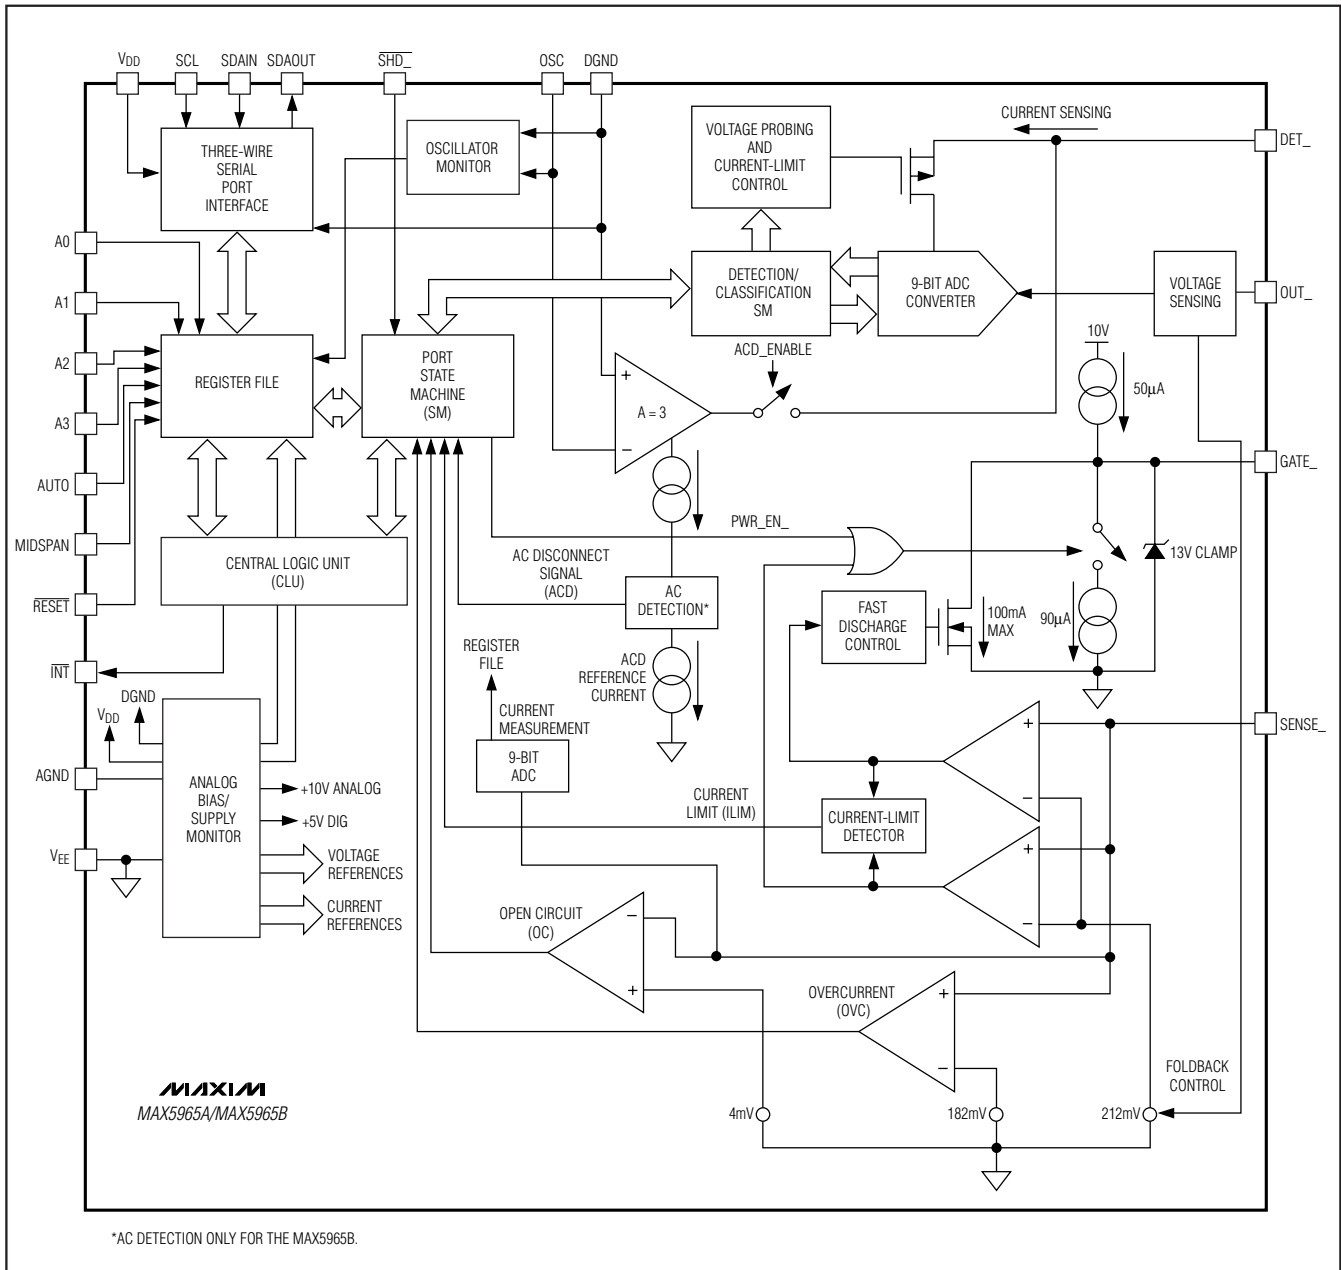 VDD
SCL
SDAIN
SDAOUT
SHD_
OSC
DGND
CURRENT SENSING
DET_
THREE-WIRE
SERIAL
PORT
INTERFACE
OSCILLATOR
MONITOR
VOLTAGE PROBING
AND
CURRENT-LIMIT
CONTROL
A0
A1
A2
A3
AUTO
MIDSPAN
RESET
INT
REGISTER FILE
PORT
STATE
MACHINE
(SM)
DETECTION/
CLASSIFICATION
SM
9-BIT ADC
CONVERTER
VOLTAGE
SENSING
OUT_
10V
50µA
ACD_ENABLE
+
A = 3
−
GATE_
PWR_EN_
13V CLAMP
CENTRAL LOGIC UNIT
(CLU)
AC DISCONNECT
SIGNAL
(ACD)
AC
DETECTION*
FAST
DISCHARGE
CONTROL
100mA
MAX
90µA
REGISTER
FILE
ACD
REFERENCE
CURRENT
CURRENT
MEASUREMENT
9-BIT
ADC
DGND
VDD
AGND
VEE
ANALOG
BIAS/
SUPPLY
MONITOR
+10V ANALOG
+5V DIG
VOLTAGE
REFERENCES
CURRENT
REFERENCES
SENSE_
+
−
CURRENT
LIMIT (ILIM)
CURRENT-LIMIT
DETECTOR
+
−
OPEN CIRCUIT
(OC)
−
+
OVERCURRENT
(OVC)
+
−
FOLDBACK
CONTROL
4mV
182mV
212mV
MAXIM
MAX5965A/MAX5965B
*AC DETECTION ONLY FOR THE MAX5965B.